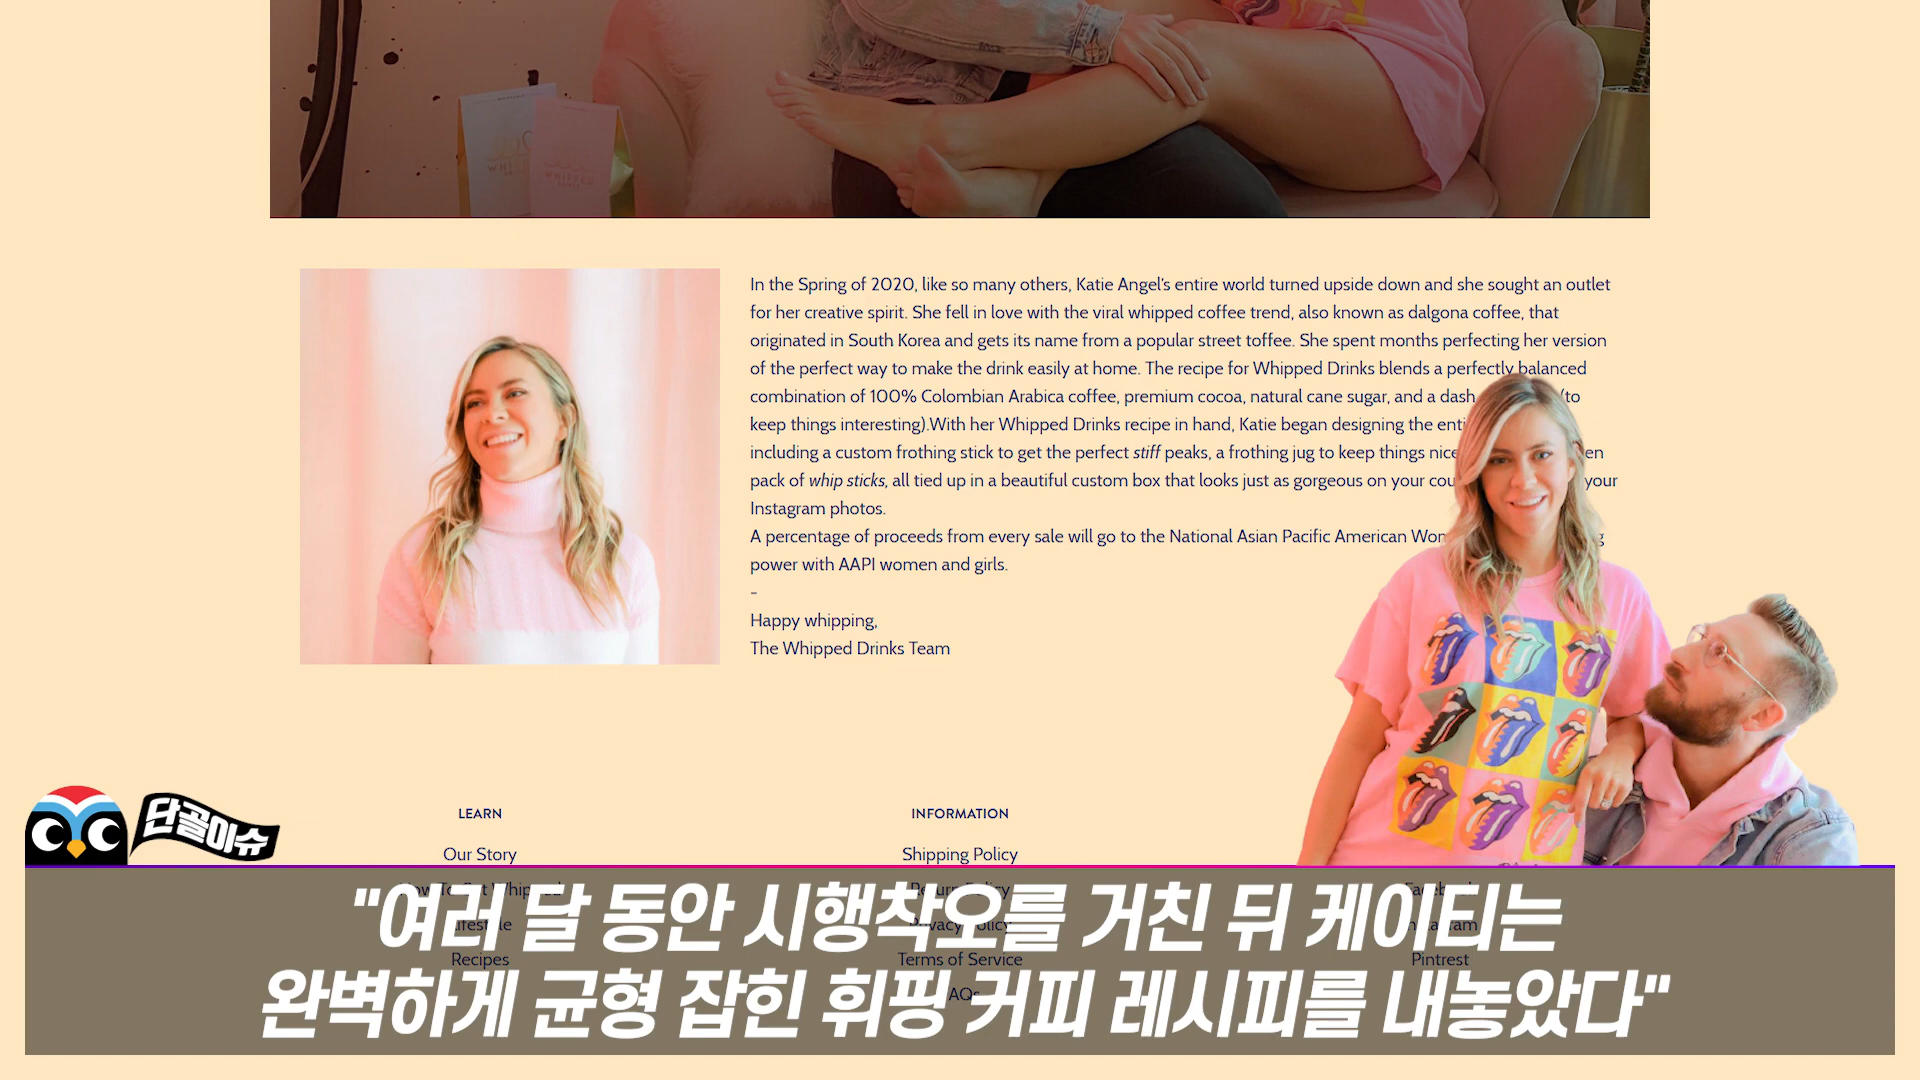 WHIPPED
In the Spring of 2020, like so many others, Katie Angel's entire world turned upside down and she sought an outlet
for her creative spirit. She fell in love with the viral whipped coffee trend, also known as dalgona coffee, that
originated in South Korea and gets its name from a popular street toffee. She spent months perfecting her version
of the perfect way to make the drink easily at home. The recipe for Whipped Drinks blends a perfectly balanced
combination of 100% Colombian Arabica coffee, premium cocoa, natural cane sugar, and a dash (to
keep things interesting).With her Whipped Drinks recipe in hand, Katie began designing the
including a custom frothing stick to get the perfect stiff peaks, a frothing jug to keep things
pack of whip sticks, all tied up in a beautiful custom box that looks just as gorgeous on your your
Instagram photos.
A percentage of proceeds from every sale will go to the National Asian Pacific American
power with AAPI women and girls.
-
Happy whipping,
The Whipped Drinks Team
단골이슈
LEARN
INFORMATION
Our Story
Shipping Policy
Recipes
Terms of Service
Pintrest
"여러 달 동안 시행착오를 거친 뒤 케이티는
완벽하게 균형 잡힌 휘핑 커피 레시피를 내놓았다"